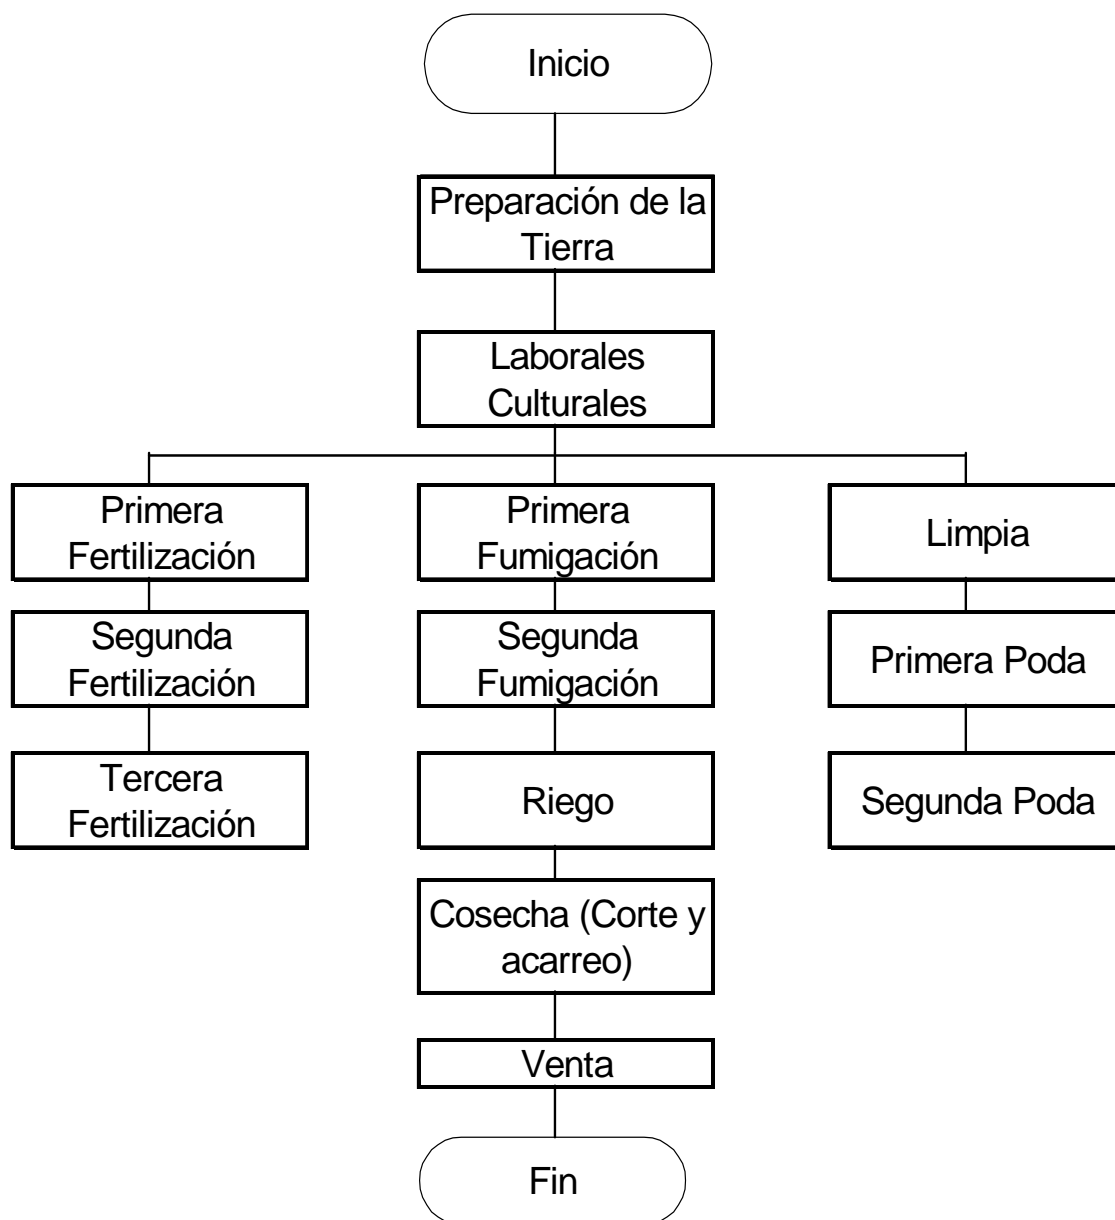 Inicio
Preparación de la
Tierra
Laborales
Culturales
Primera
Fertilización
Primera
Fumigación
Limpia
Segunda
Fertilización
Segunda
Fumigación
Primera Poda
Tercera
Fertilización
Riego
Segunda Poda
Cosecha (Corte y
acarreo)
Venta
Fin